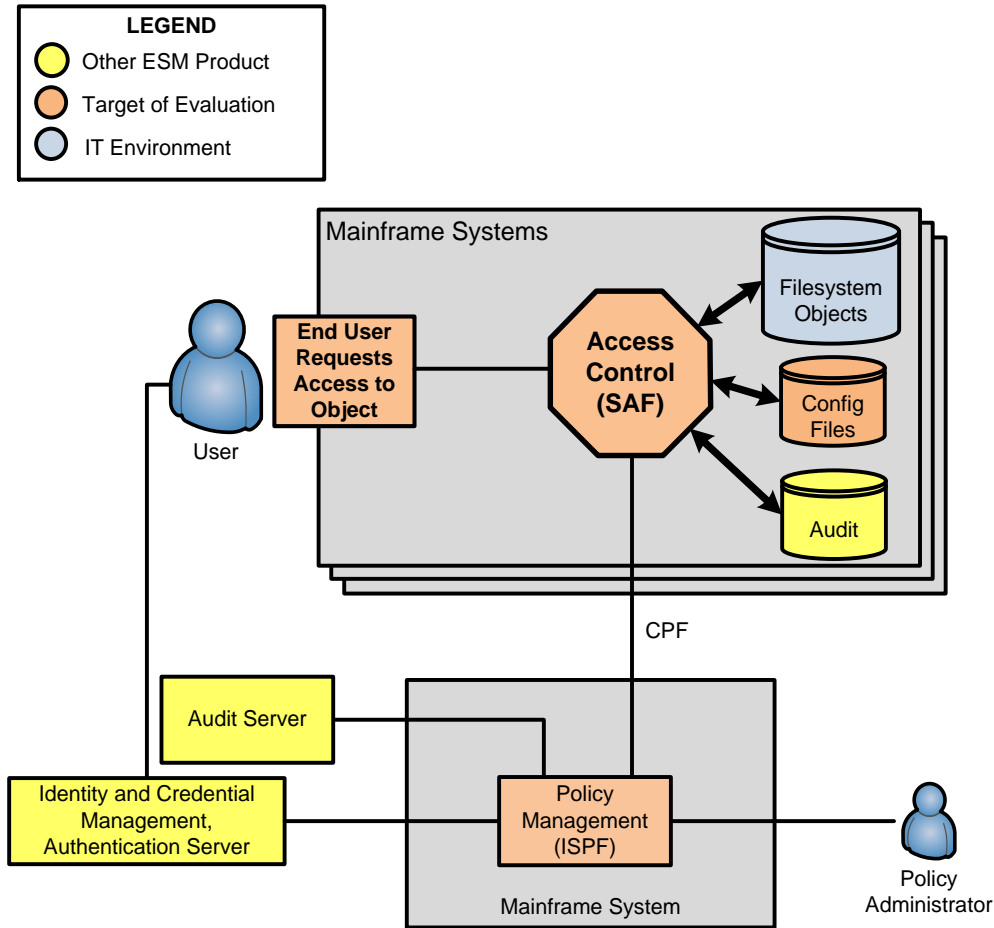 LEGEND
Other ESM Product
Target of Evaluation
IT Environment
Mainframe Systems
Filesystem
Objects
End User
Requests
Access to
Object
Access
Control
(SAF)
Config
Files
User
Audit
CPF
Audit Server
Identity and Credential
Management,
Authentication Server
Policy
Management
(ISPF)
Policy
Administrator
Mainframe System